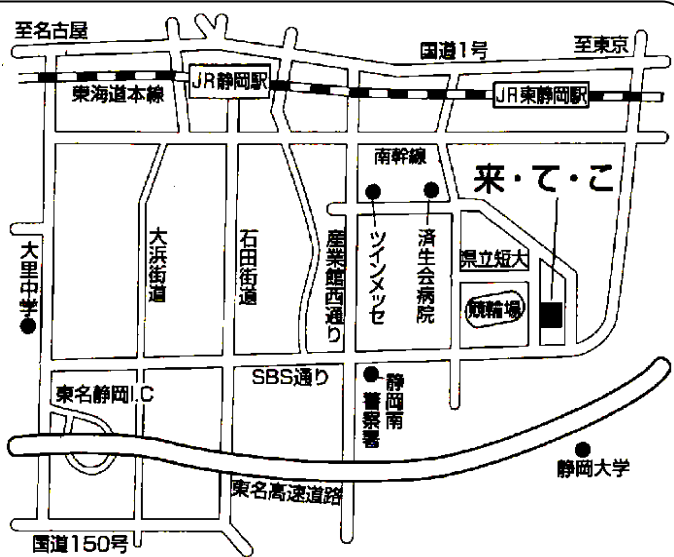 至名古屋
国道1号
至東京
JR静岡駅
東海道本線
JR東静岡駅
南幹線
来・て・こ
大里中学
大浜街道
石田街道
産業館西通り
ツインメッセ
済生会病院
県立短大
競輪場
SBS通り
静岡南
警察署
東名静岡I.C
静岡大学
東名高速道路
国道150号